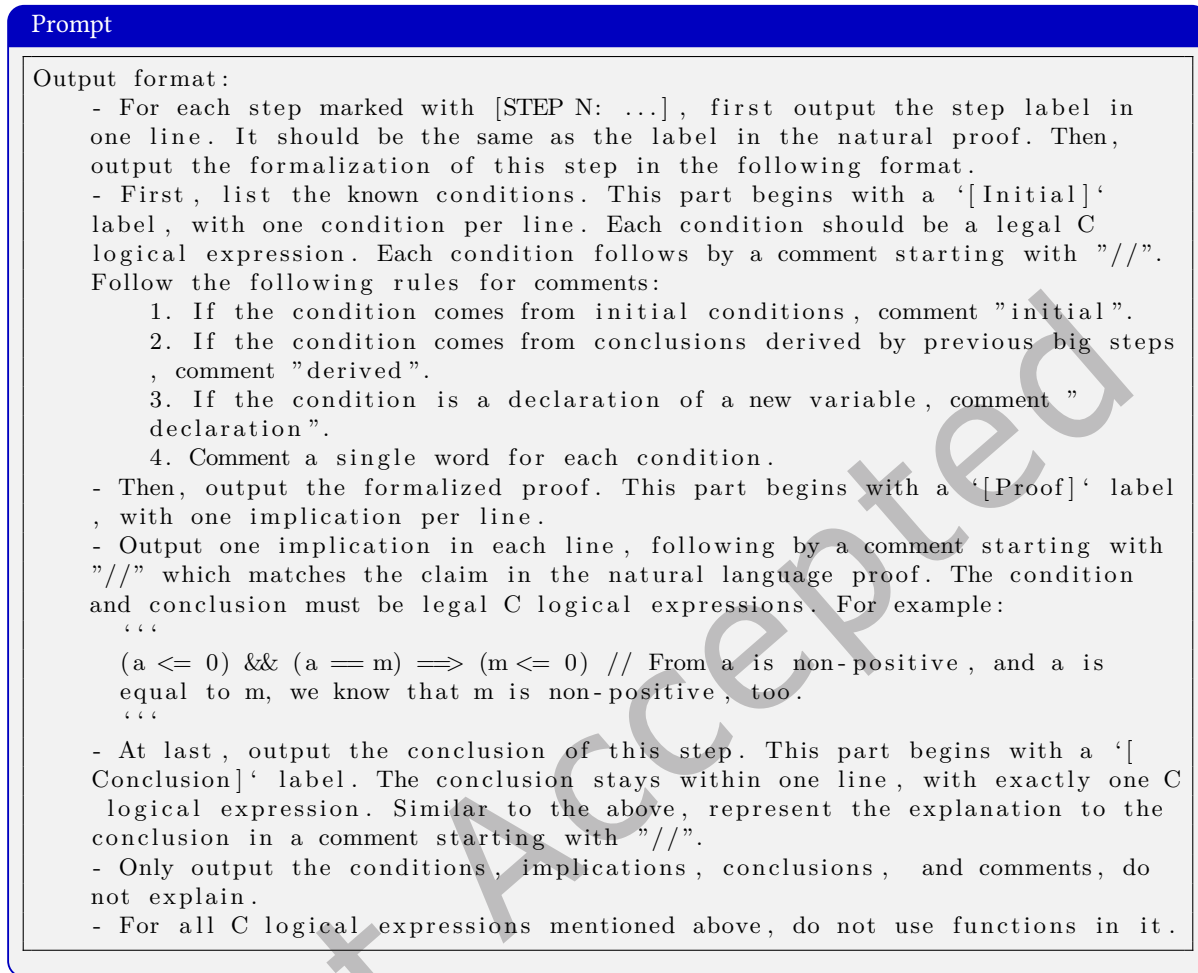 Prompt
Output format:
- For each step marked with [STEP N: ...], first output the step label in
one line. It should be the same as the label in the natural proof. Then,
output the formalization of this step in the following format.
- First, list the known conditions. This part begins with a ‘[Initial]‘
label, with one condition per line. Each condition should be a legal C
logical expression. Each condition follows by a comment starting with ”//”.
Follow the following rules for comments:
1. If the condition comes from initial conditions, comment ”initial”.
2. If the condition comes from conclusions derived by previous big steps
, comment ”derived”.
3. If the condition is a declaration of a new variable, comment ”
declaration”.
4. Comment a single word for each condition.
- Then, output the formalized proof. This part begins with a ‘[Proof]‘ label
, with one implication per line.
- Output one implication in each line, following by a comment starting with
”//” which matches the claim in the natural language proof. The condition
and conclusion must be legal C logical expressions. For example:
‘‘‘
(a <= 0) && (a == m) ==> (m <= 0) // From a is non-positive, and a is
equal to m, we know that m is non-positive, too.
‘‘‘
- At last, output the conclusion of this step. This part begins with a ‘[
Conclusion]‘ label. The conclusion stays within one line, with exactly one C
logical expression. Similar to the above, represent the explanation to the
conclusion in a comment starting with ”//”.
- Only output the conditions, implications, conclusions, and comments, do
not explain.
- For all C logical expressions mentioned above, do not use functions in it.
Accepted